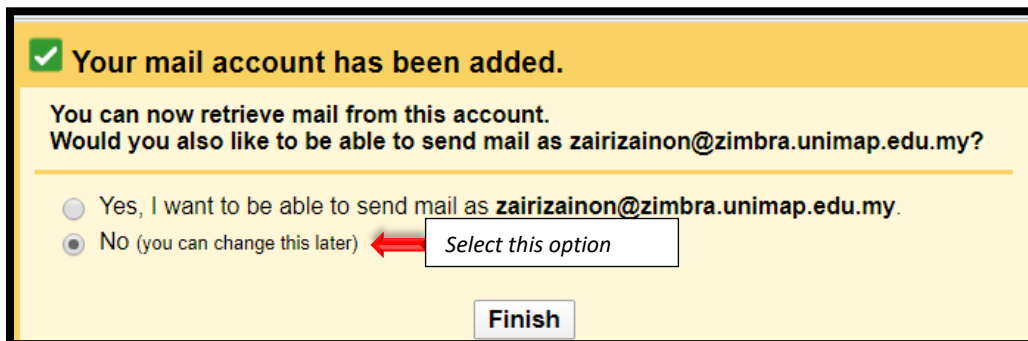 Your mail account has been added.
You can now retrieve mail from this account.
Would you also like to be able to send mail as zairizainon@zimbra.unimap.edu.my?
Yes, I want to be able to send mail as zairizainon@zimbra.unimap.edu.my.
No (you can change this later) Select this option
Finish